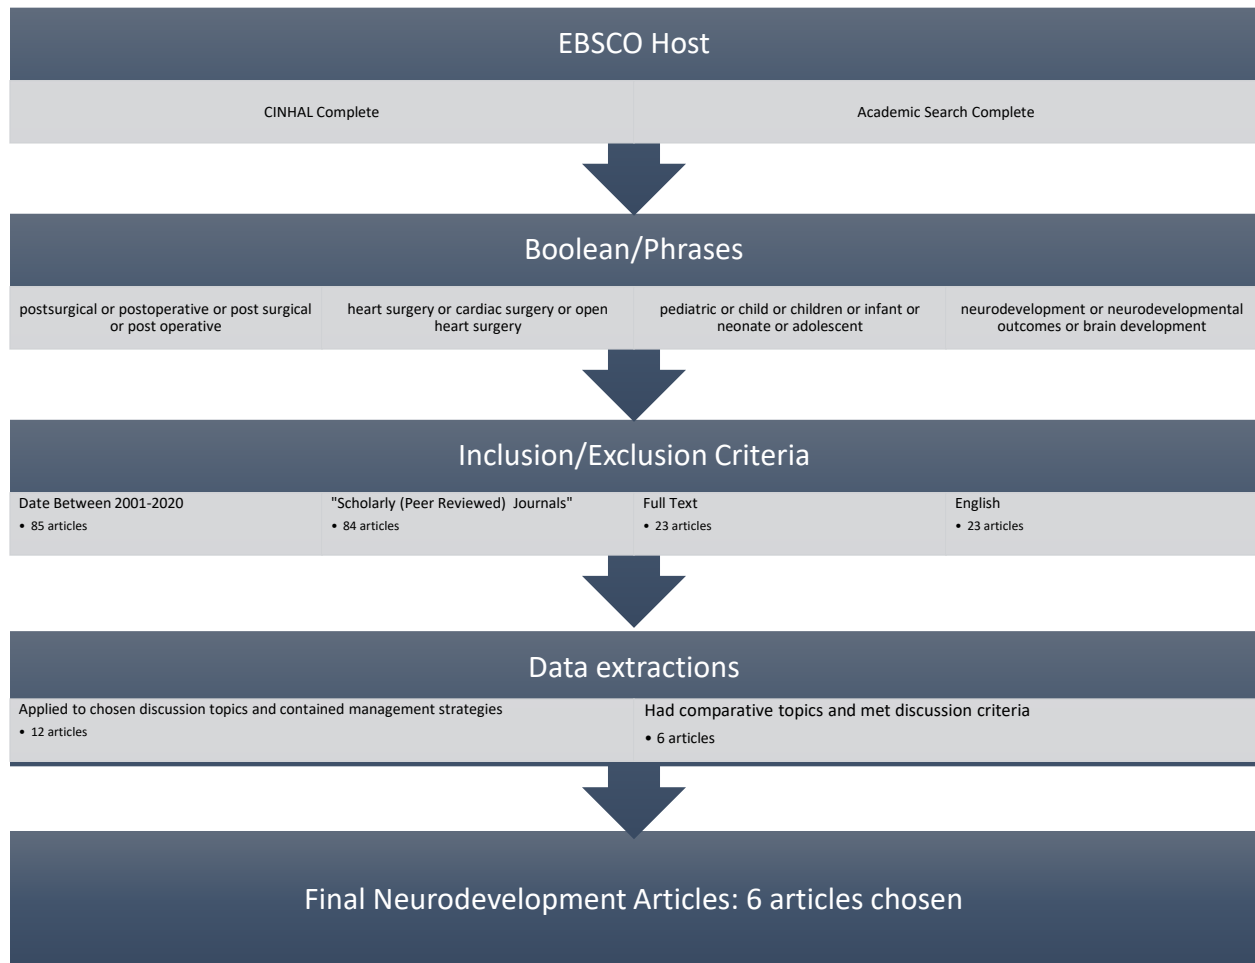 EBSCO Host
CINHAL Complete
Academic Search Complete
Boolean/Phrases
postsurgical or postoperative or post surgical
or post operative
heart surgery or cardiac surgery or open
heart surgery
pediatric or child or children or infant or
neonate or adolescent
neurodevelopment or neurodevelopmental
outcomes or brain development
Inclusion/Exclusion Criteria
Date Between 2001-2020
• 85 articles
"Scholarly (Peer Reviewed) Journals"
• 84 articles
Full Text
• 23 articles
English
• 23 articles
Data extractions
Applied to chosen discussion topics and contained management strategies
• 12 articles
Had comparative topics and met discussion criteria
• 6 articles
Final Neurodevelopment Articles: 6 articles chosen